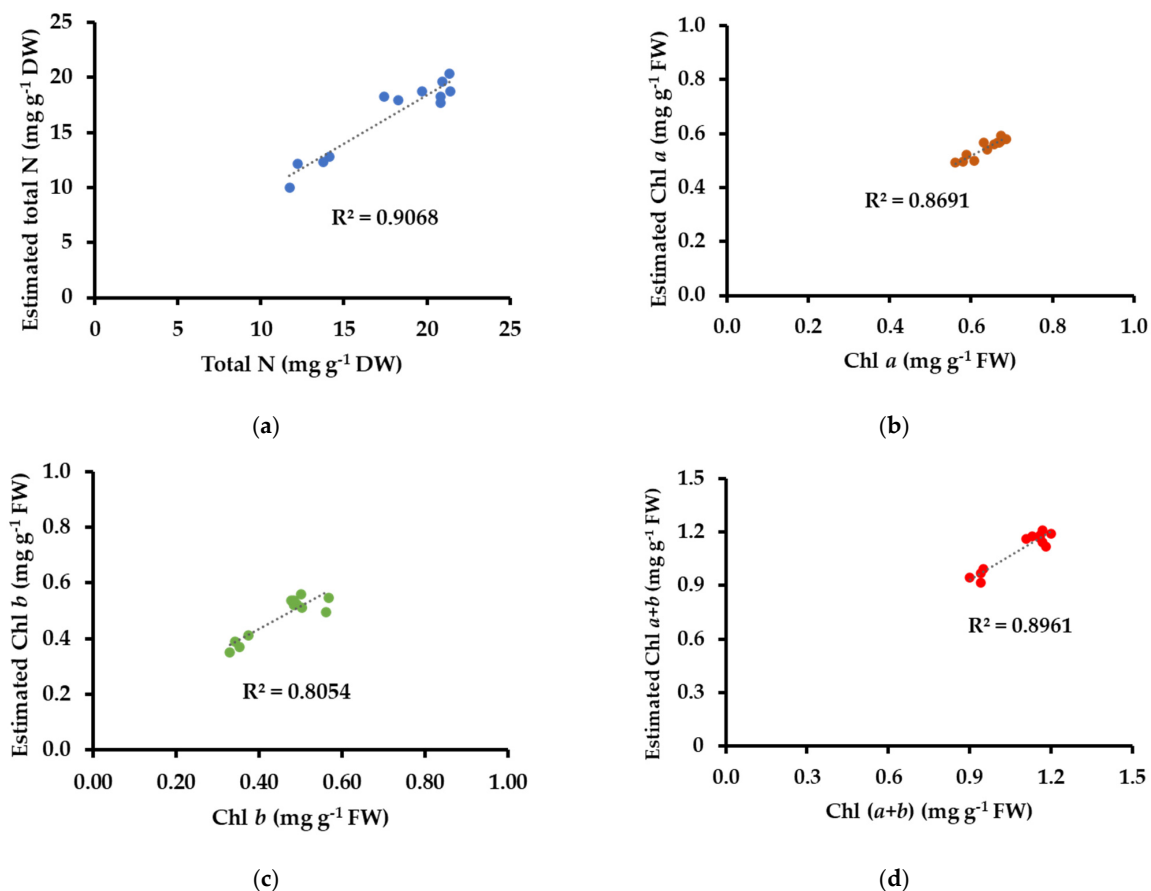 25
20
15
10
5
0
0 5 10 15 20 25
Estimated total N (mg g⁻¹ DW)
R² = 0.9068
Total N (mg g⁻¹ DW)
(a)
1.0
0.8
0.6
0.4
0.2
0.0
0.0 0.2 0.4 0.6 0.8 1.0
Estimated Chl a (mg g⁻¹ FW)
R² = 0.8691
Chl a (mg g⁻¹ FW)
(b)
1.0
0.8
0.6
0.4
0.2
0.0
0.00 0.20 0.40 0.60 0.80 1.00
Estimated Chl b (mg g⁻¹ FW)
R² = 0.8054
Chl b (mg g⁻¹ FW)
(c)
1.5
1.2
0.9
0.6
0.3
0
0.0 0.3 0.6 0.9 1.2 1.5
Estimated Chl a+b (mg g⁻¹ FW)
R² = 0.8961
Chl (a+b) (mg g⁻¹ FW)
(d)